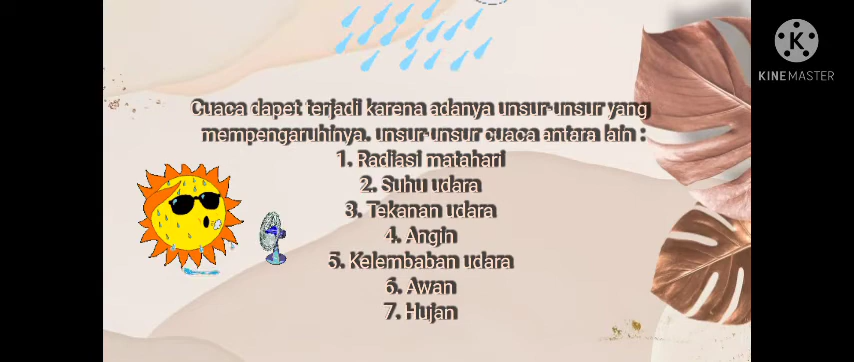 Cuaca dapet terjadi karena adanya unsur-unsur yang
mempengaruhinya. unsur-unsur cuaca antara lain :
1. Radiasi matahari
2. Suhu udara
3. Tekanan udara
4. Angin
5. Kelembaban udara
6. Awan
7. Hujan
K
KINEMASTER